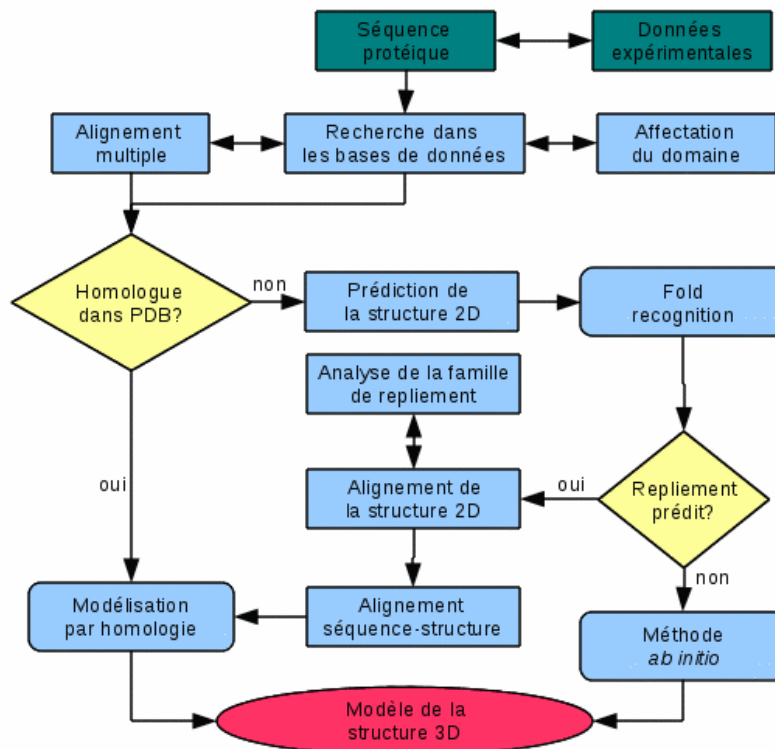 Séquence
protéique
Données
expérimentales
Alignement
multiple
Recherche dans
les bases de données
Affectation
du domaine
Homologue
dans PDB?
non
Prédiction de
la structure 2D
Fold
recognition
Analyse de la famille
de repliement
oui
Alignement de
la structure 2D
oui
Repliement
prédit?
non
Modélisation
par homologie
Alignement
séquence-structure
Méthode
ab initio
Modèle de la
structure 3D